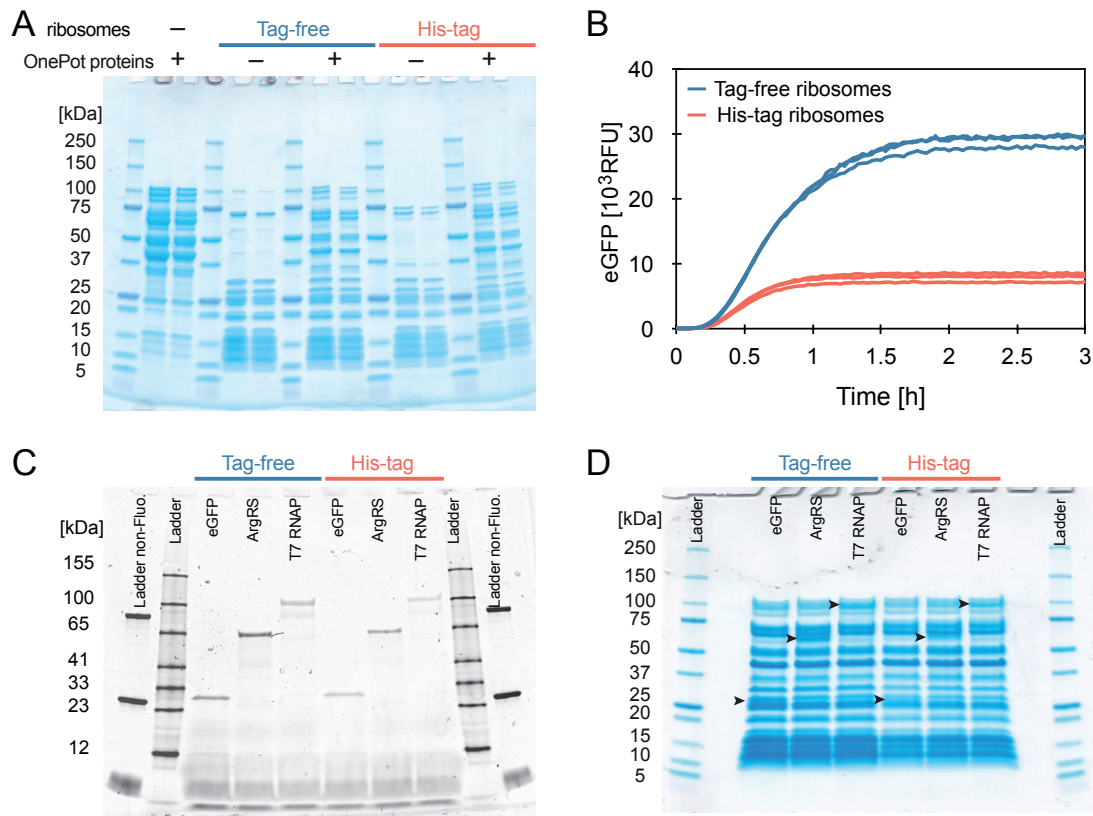 A
ribosomes – Tag-free His-tag
OnePot proteins + – + – +
[kDa]
250
150
100
75
50
37
25
20
15
10
5
B
40
30
20
10
0
eGFP [10³RFU]
Tag-free ribosomes
His-tag ribosomes
0 0.5 1 1.5 2 2.5 3
Time [h]
C
Tag-free His-tag
[kDa]
Ladder non-Fluo.
Ladder
eGFP
ArgRS
T7 RNAP
eGFP
ArgRS
T7 RNAP
Ladder
Ladder non-Fluo.
155
100
65
41
33
23
12
D
Tag-free His-tag
[kDa]
Ladder
eGFP
ArgRS
T7 RNAP
eGFP
ArgRS
T7 RNAP
Ladder
250
150
100
75
50
37
25
20
15
10
5